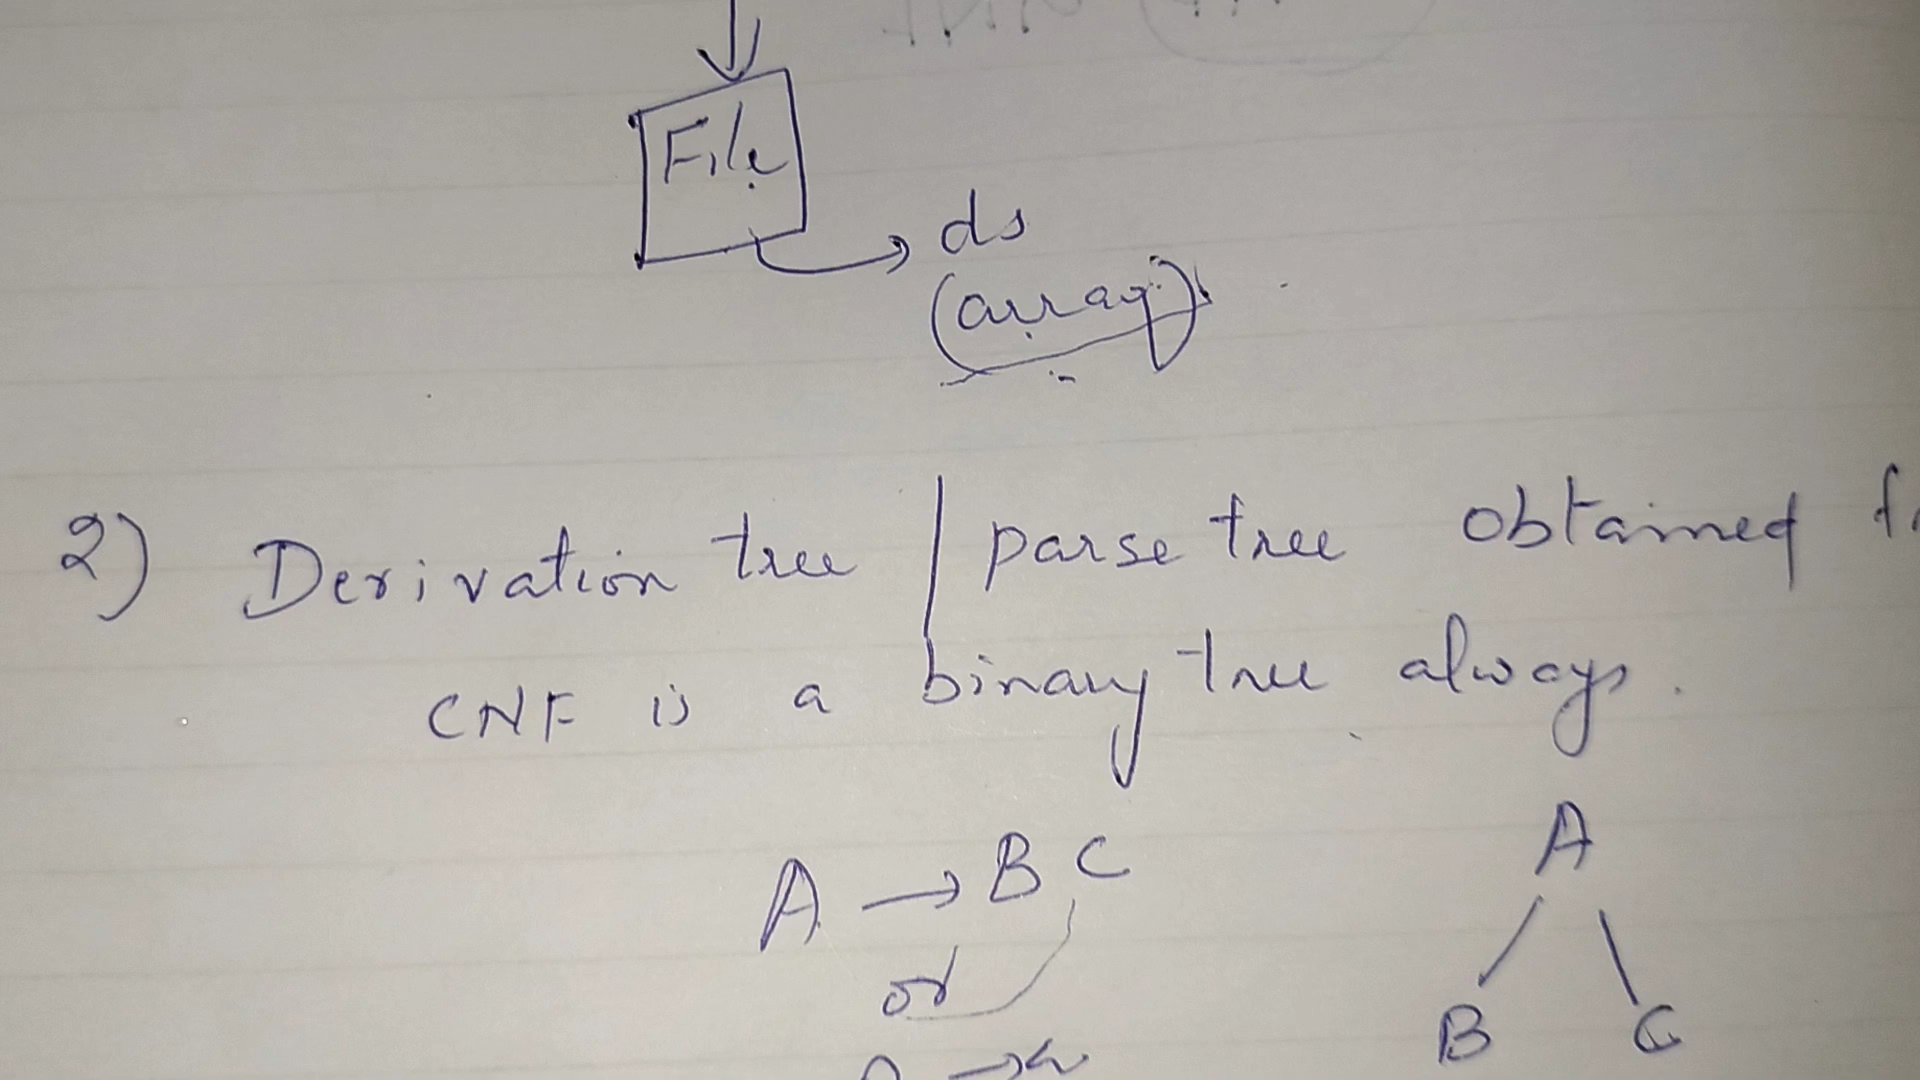 File
ds
(array)
2) Derivation tree / parse tree obtained
CNF is a binary tree always.
A → B C
A
or
B C